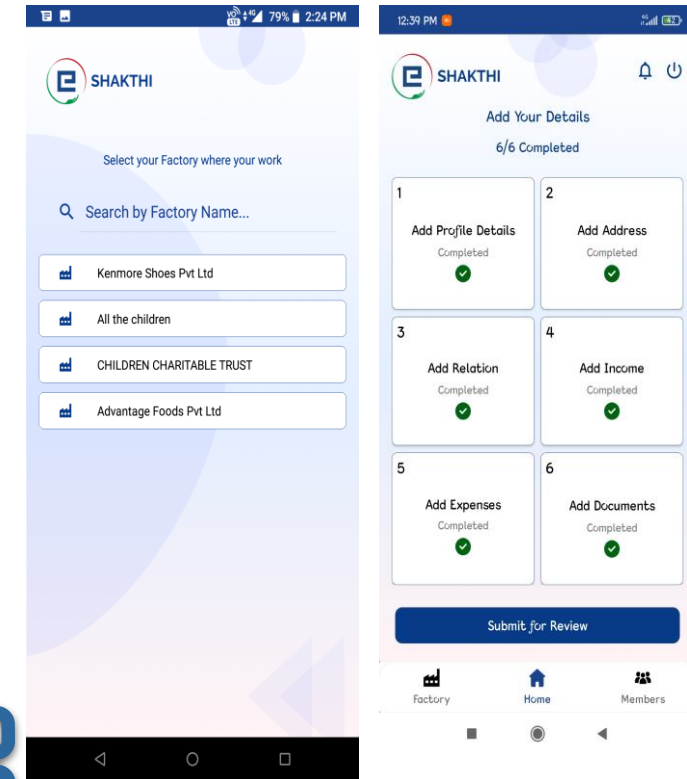 79% 2:24 PM
SHAKTHI
Select your Factory where your work
Search by Factory Name...
Kenmore Shoes Pvt Ltd
All the children
CHILDREN CHARITABLE TRUST
Advantage Foods Pvt Ltd
12:39 PM
SHAKTHI
Add Your Details
6/6 Completed
1
Add Profile Details
Completed
2
Add Address
Completed
3
Add Relation
Completed
4
Add Income
Completed
5
Add Expenses
Completed
6
Add Documents
Completed
Submit for Review
Factory
Home
Members